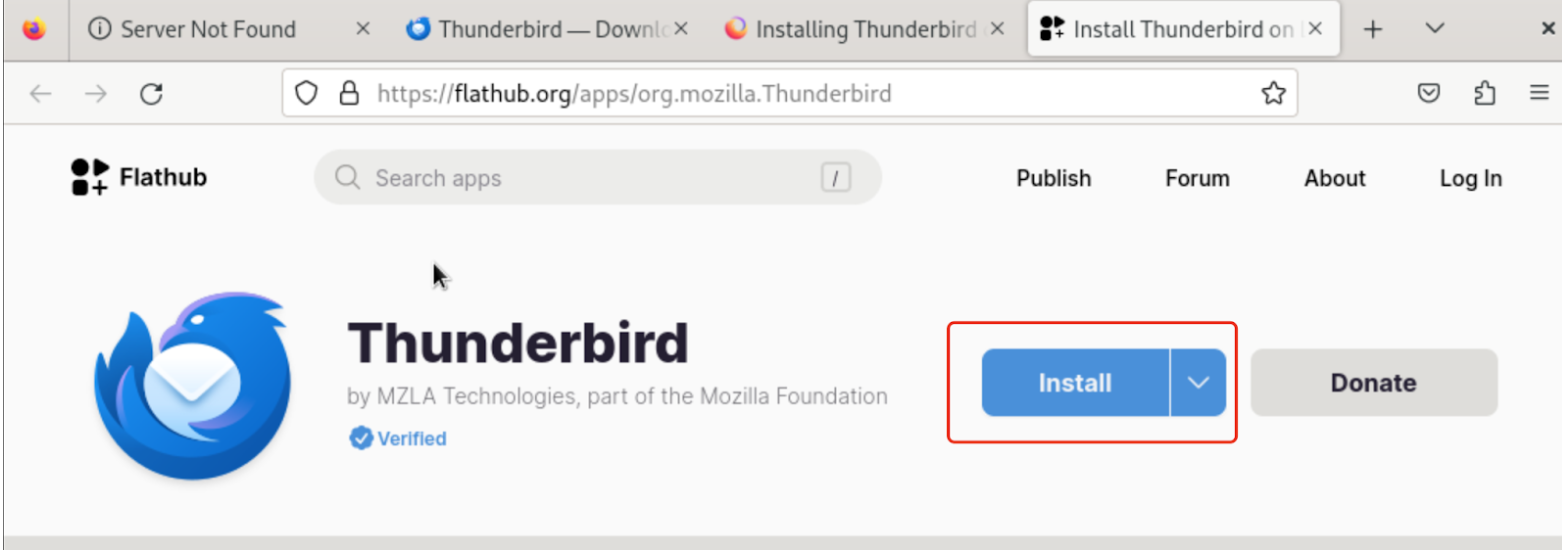 Server Not Found
Thunderbird — Downlo
Installing Thunderbird
Install Thunderbird on
https://flathub.org/apps/org.mozilla.Thunderbird
Flathub
Search apps
/
Publish
Forum
About
Log In
Thunderbird
Install
Donate
by MZLA Technologies, part of the Mozilla Foundation
Verified